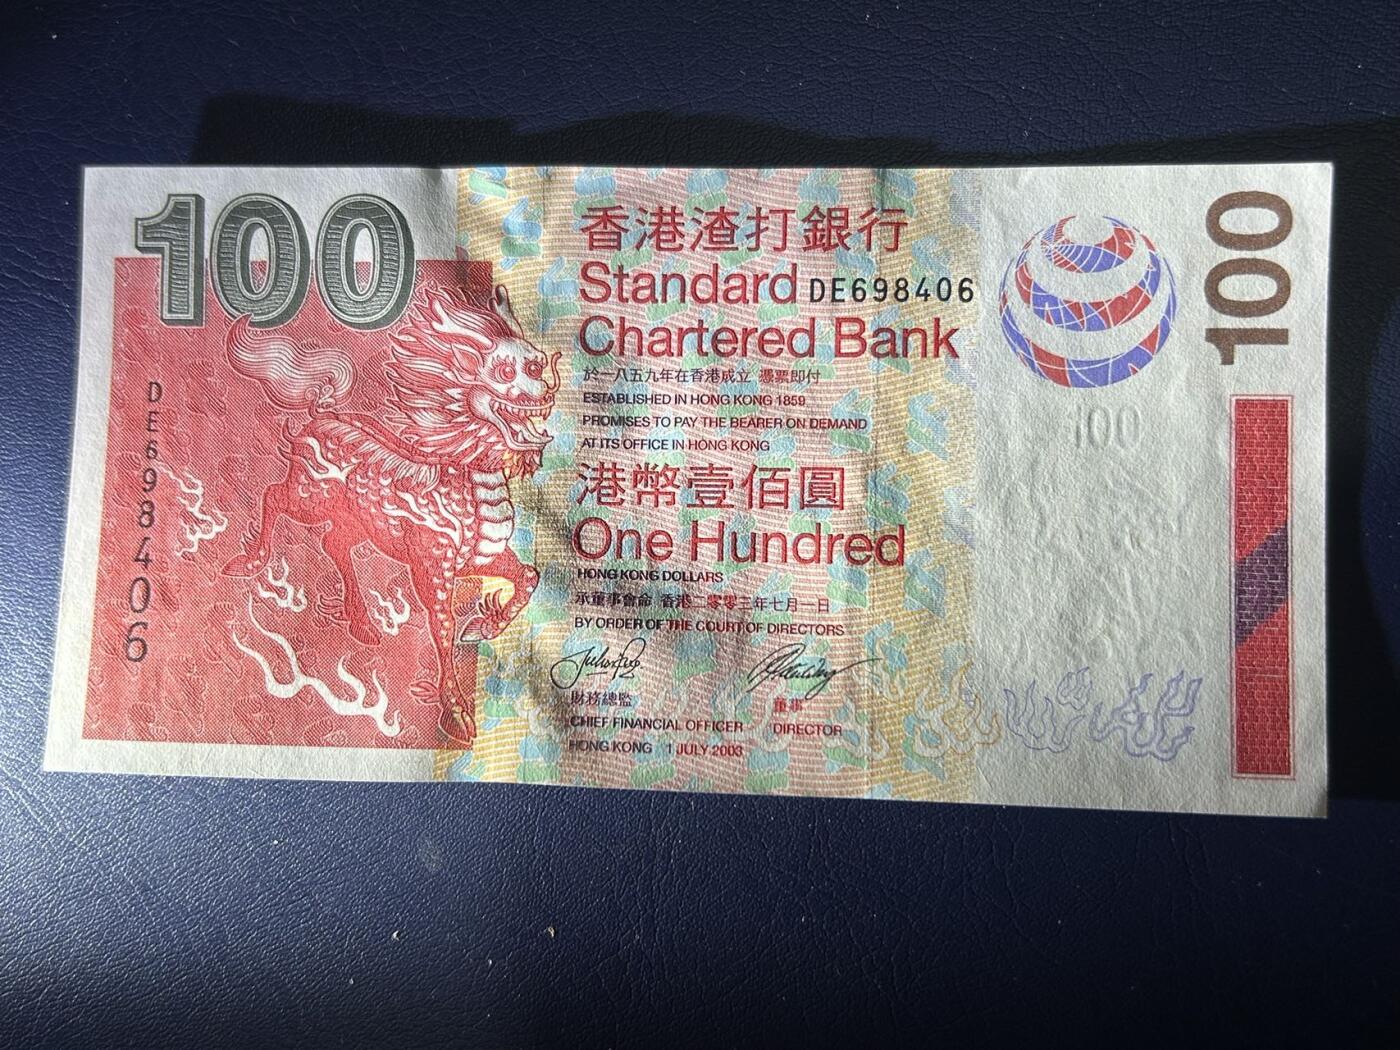 100
香港渣打銀行
Standard
DE698406
Chartered Bank
於一八五九年在香港成立 憑票即付
ESTABLISHED IN HONG KONG 1859
PROMISES TO PAY THE BEARER ON DEMAND
AT ITS OFFICE IN HONG KONG
港幣壹佰圓
One Hundred
HONG KONG DOLLARS
承董事會命 香港二零零三年七月一日
BY ORDER OF THE COURT OF DIRECTORS
財務總監 董事
CHIEF FINANCIAL OFFICER DIRECTOR
HONG KONG 1 JULY 2003
DE698406
100
100